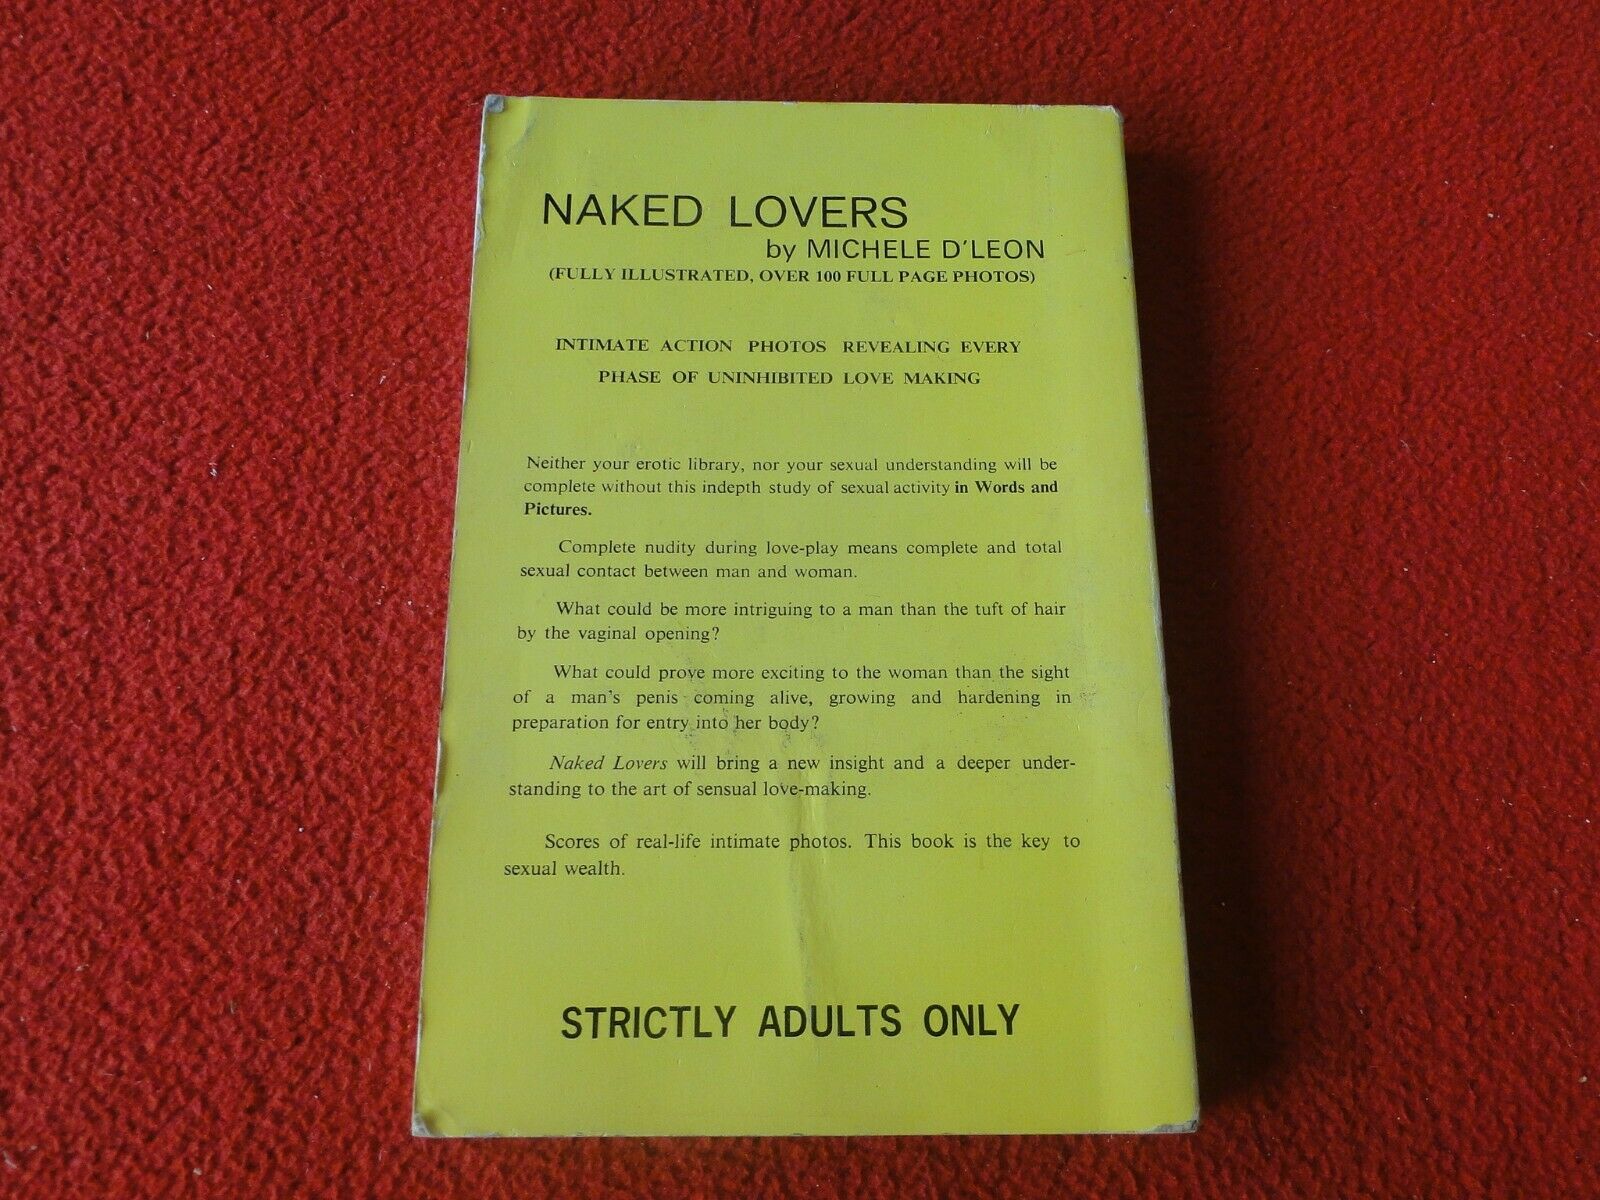 NAKED LOVERS
by MICHELE D'LEON
(FULLY ILLUSTRATED, OVER 100 FULL PAGE PHOTOS)
INTIMATE ACTION PHOTOS REVEALING EVERY
PHASE OF UNINHIBITED LOVE MAKING
Neither your erotic library, nor your sexual understanding will be
complete without this indepth study of sexual activity in Words and
Pictures.
Complete nudity during love-play means complete and total
sexual contact between man and woman.
What could be more intriguing to a man than the tuft of hair
by the vaginal opening?
What could prove more exciting to the woman than the sight
of a man's penis coming alive, growing and hardening in
preparation for entry into her body?
Naked Lovers will bring a new insight and a deeper under-
standing to the art of sensual love-making.
Scores of real-life intimate photos. This book is the key to
sexual wealth.
STRICTLY ADULTS ONLY